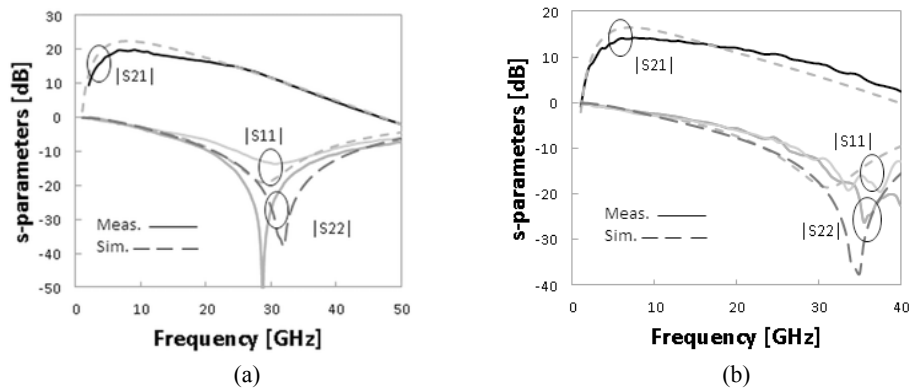 30
20
10
0
-10
-20
-30
-40
-50
s-parameters [dB]
|S21|
|S11|
|S22|
Meas.
Sim.
0 10 20 30 40 50
Frequency [GHz]
(a)
20
10
0
-10
-20
-30
-40
s-parameters [dB]
|S21|
|S11|
|S22|
Meas.
Sim.
0 10 20 30 40
Frequency [GHz]
(b)